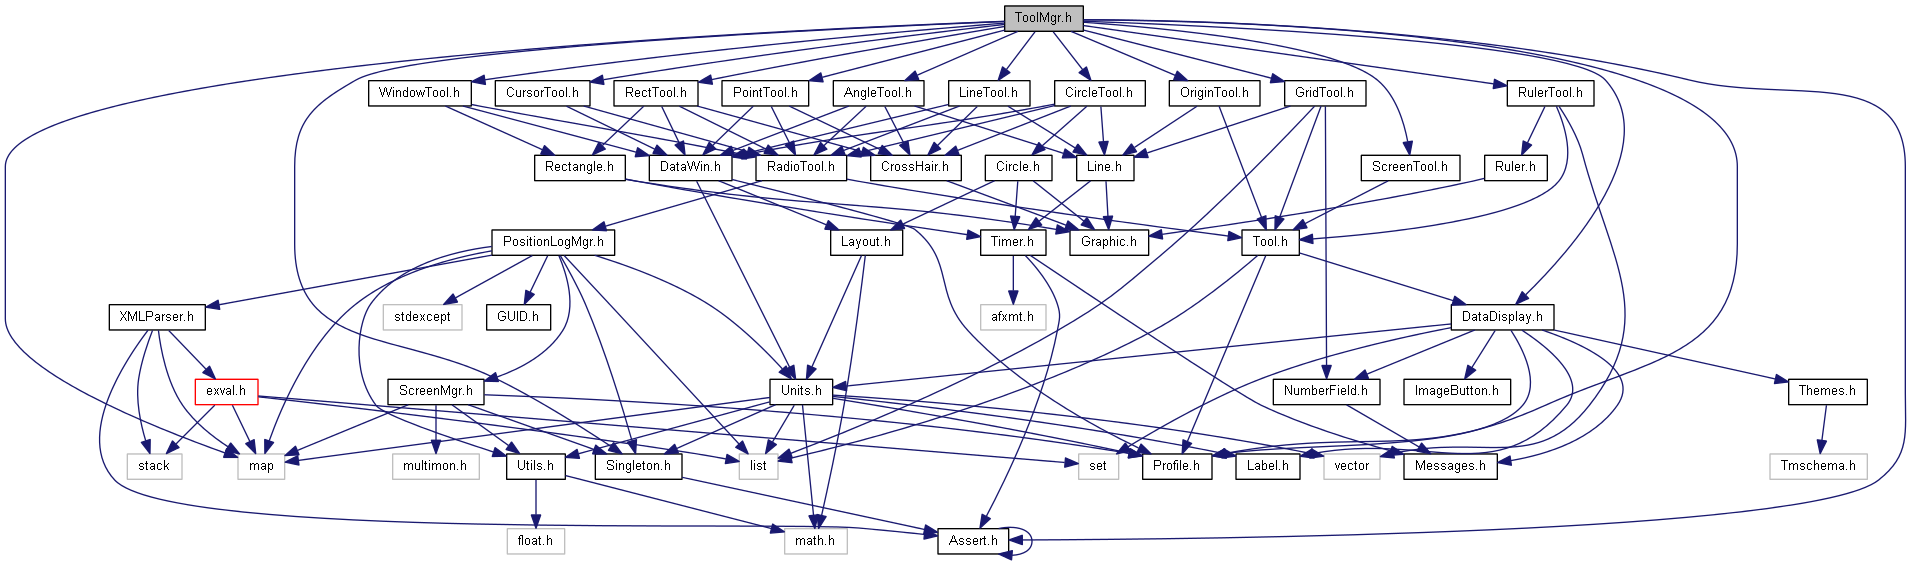 ToolMgr.h
WindowTool.h
CursorTool.h
RectTool.h
PointTool.h
AngleTool.h
LineTool.h
CircleTool.h
OriginTool.h
GridTool.h
RulerTool.h
Rectangle.h
DataWin.h
RadioTool.h
CrossHair.h
Circle.h
Line.h
ScreenTool.h
Ruler.h
PositionLogMgr.h
Layout.h
Timer.h
Graphic.h
Tool.h
XMLParser.h
stdexcept
GUID.h
afxmt.h
DataDisplay.h
exval.h
ScreenMgr.h
Units.h
NumberField.h
ImageButton.h
Themes.h
stack
map
multimon.h
Utils.h
Singleton.h
list
set
Profile.h
Label.h
vector
Messages.h
Tmschema.h
float.h
math.h
Assert.h